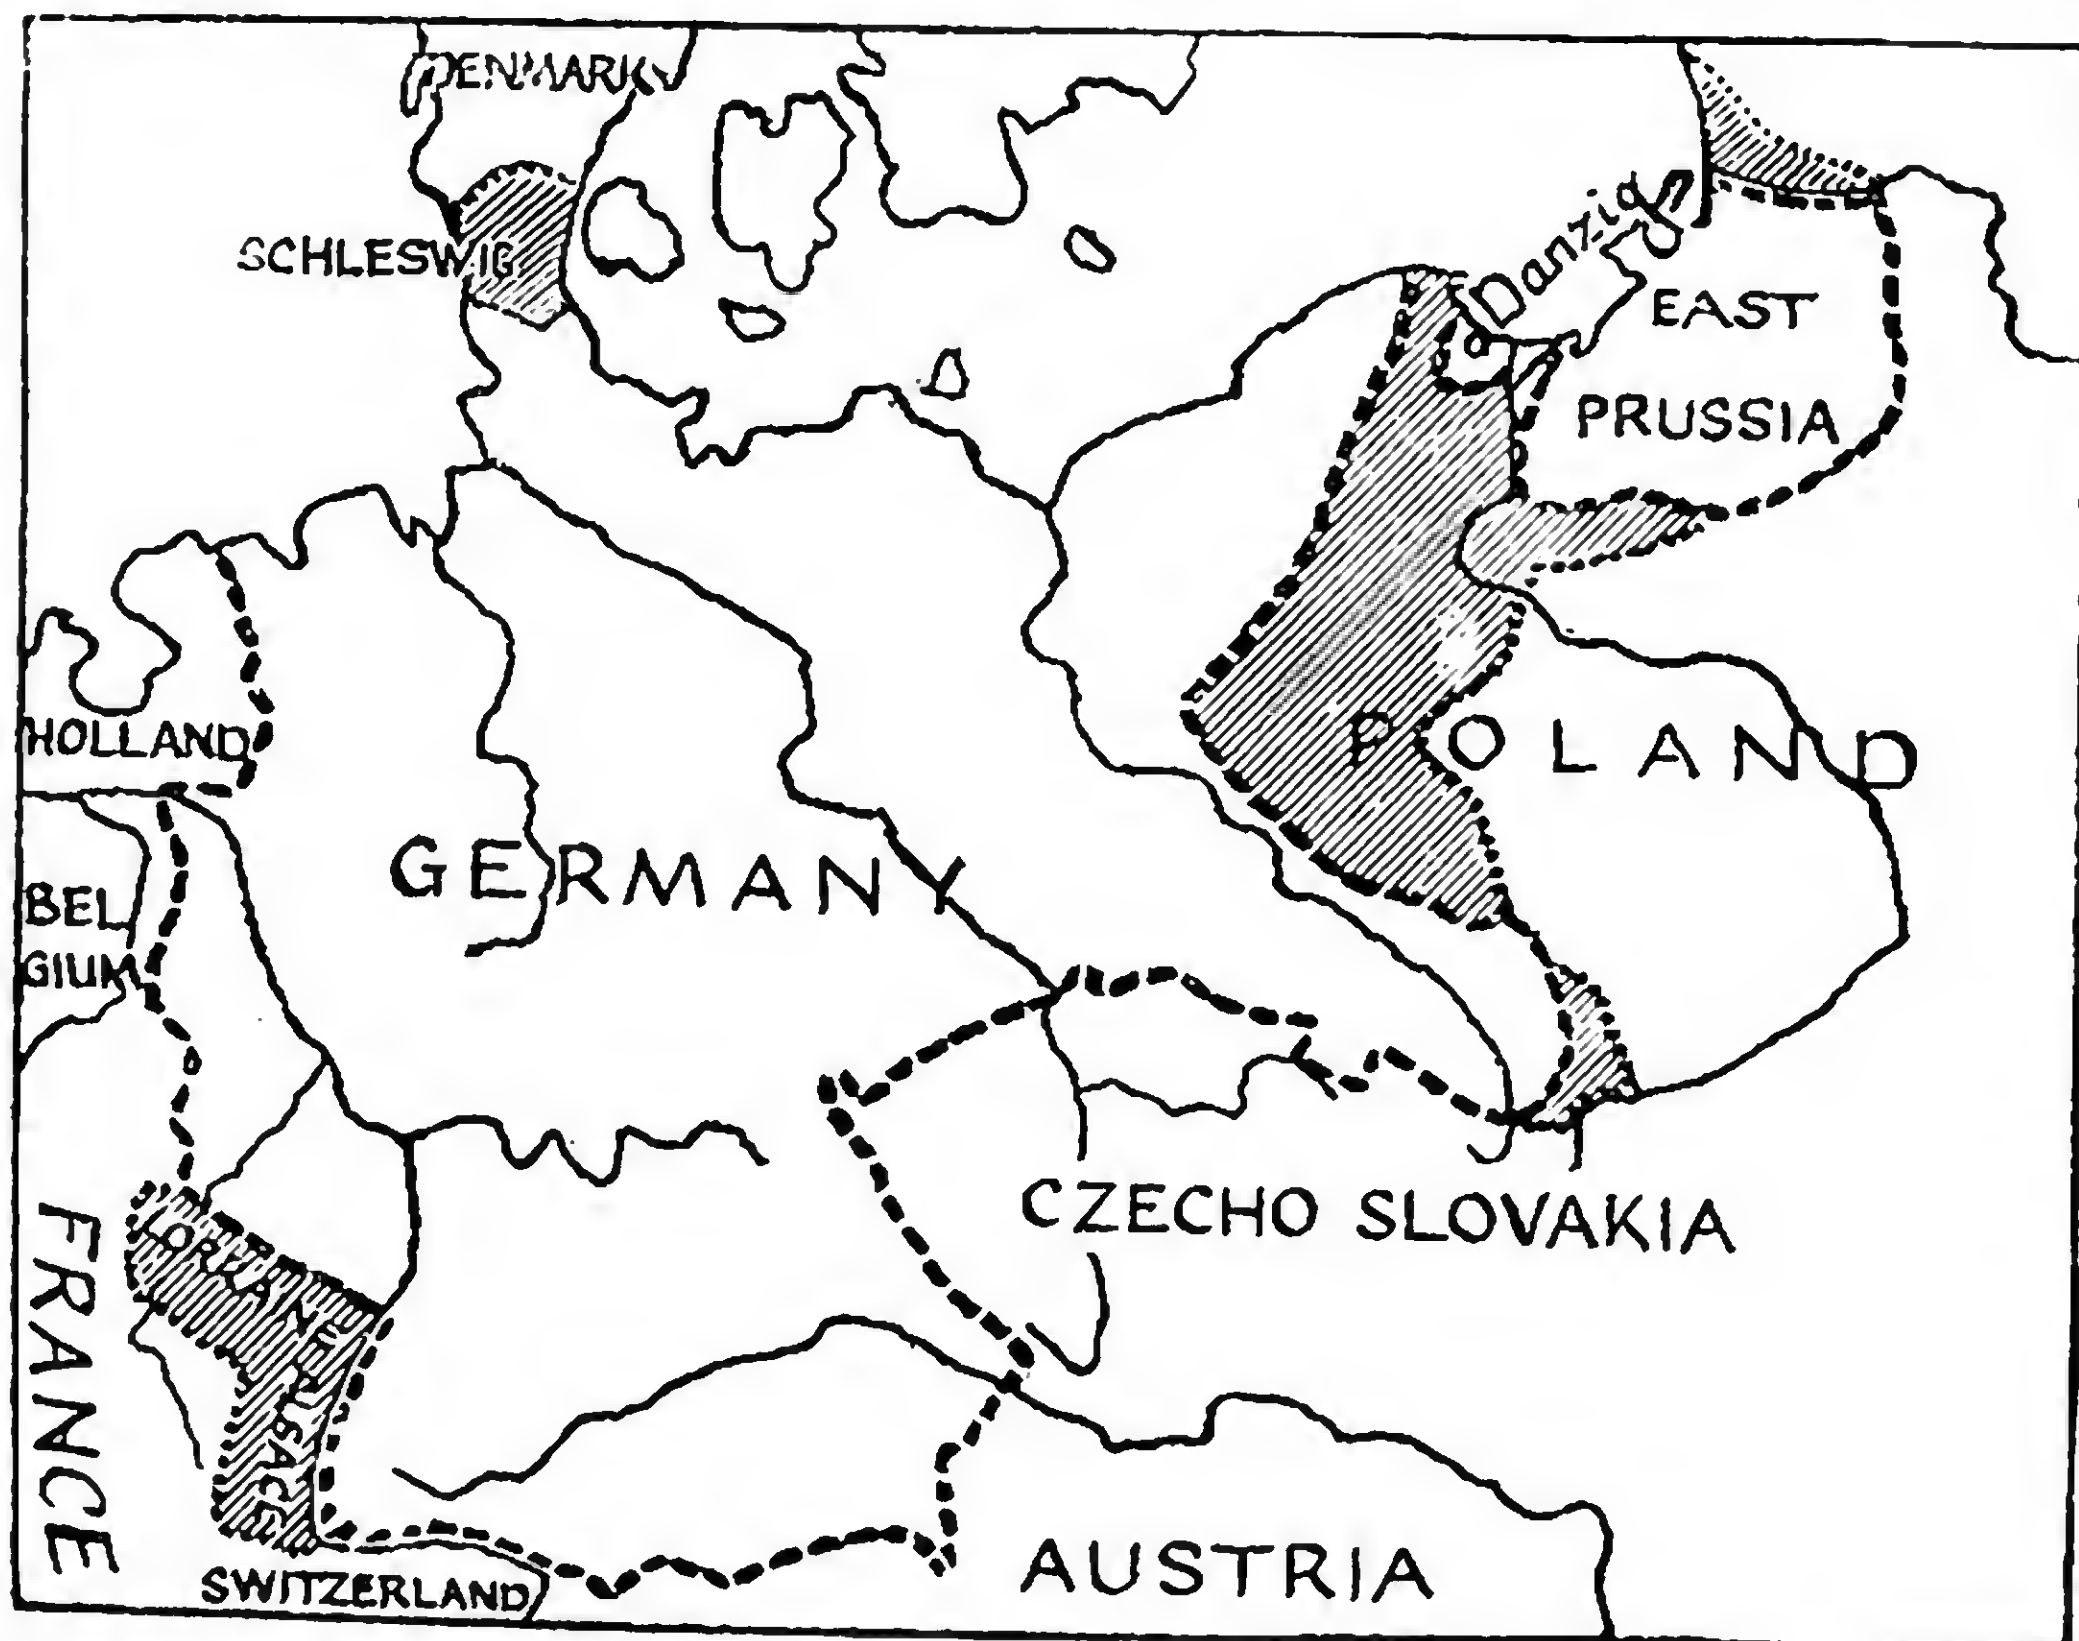 DENMARK
SCHLESWIG
Danzig
EAST
PRUSSIA
HOLLAND
POLAND
GERMANY
BEL
GIUM
CZECHO SLOVAKIA
FRANCE
LORRAINE
ALSACE
SWITZERLAND
AUSTRIA